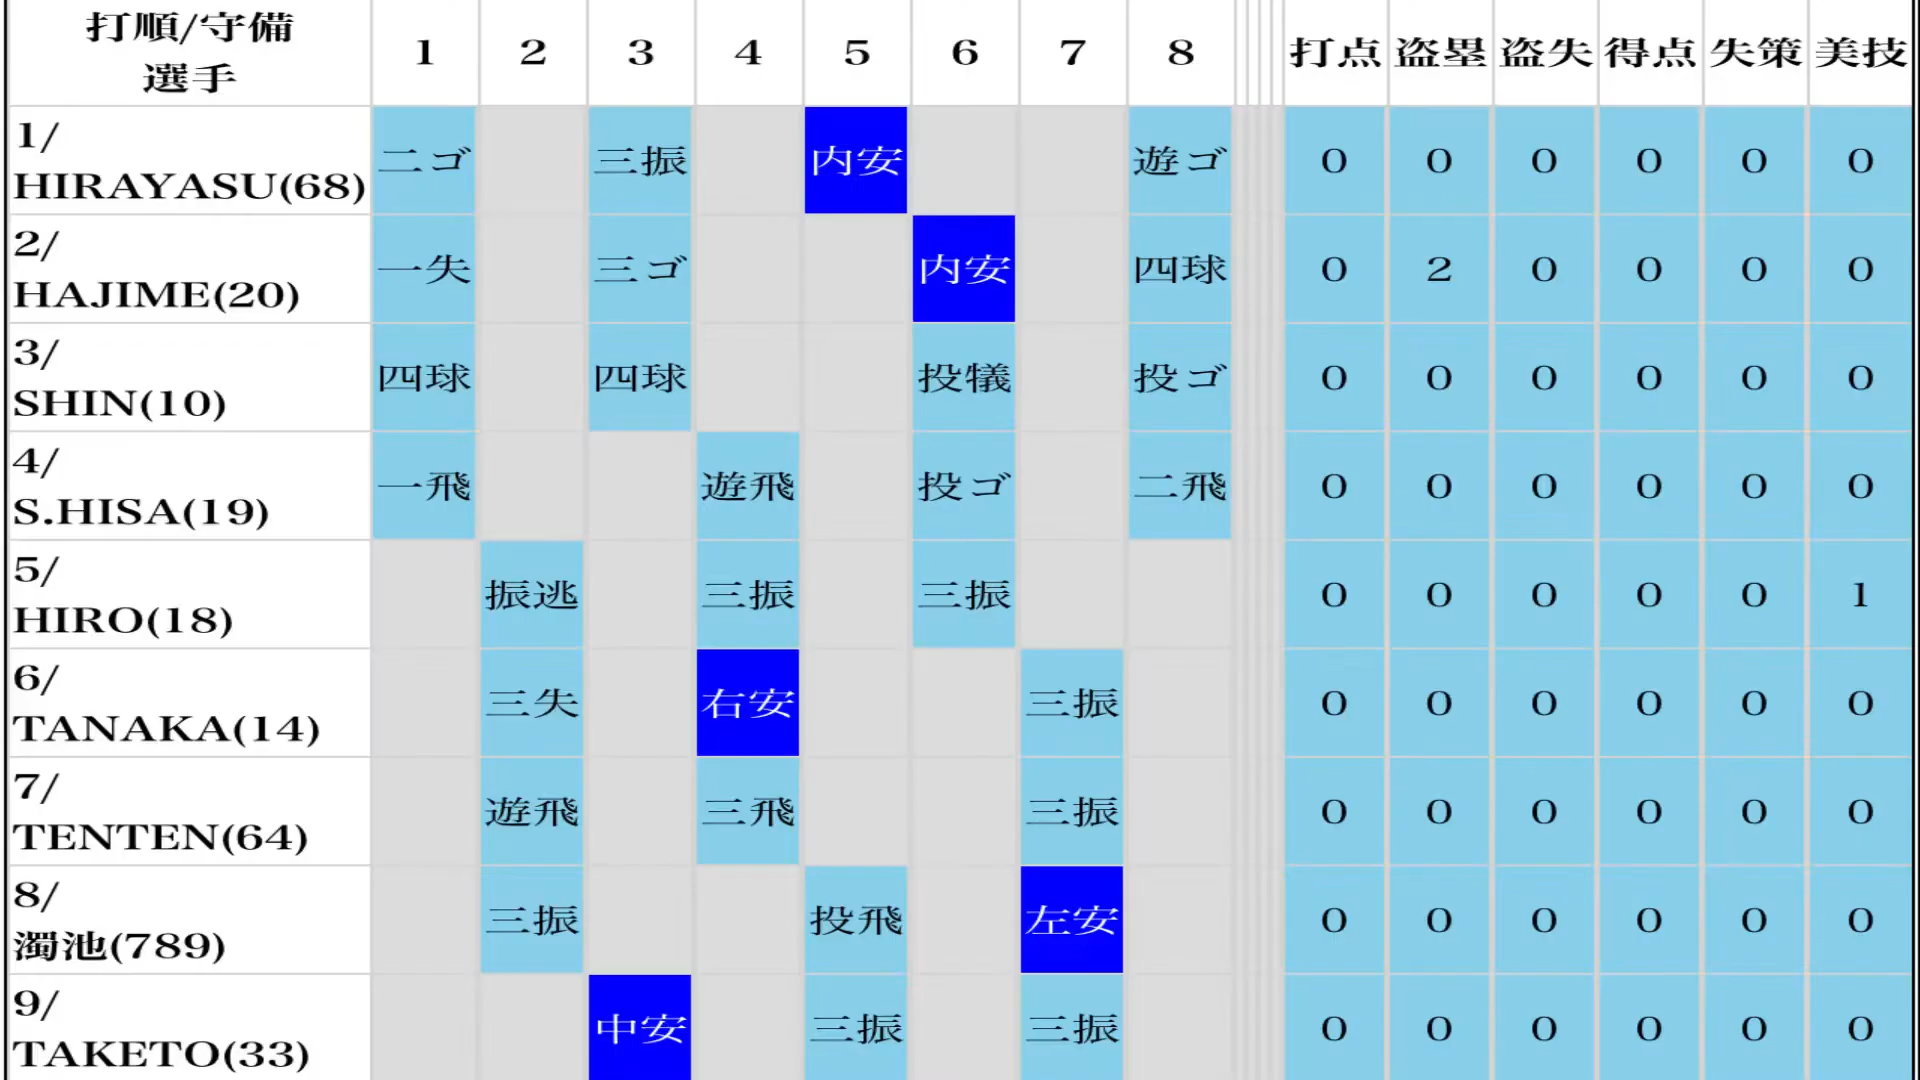 打順/守備
選手 1 2 3 4 5 6 7 8 打点 盗塁 盗失 得点 失策 美技
1/
HIRAYASU(68) 二ゴ 三振 内安 遊ゴ 0 0 0 0 0 0
2/
HAJIME(20) 一失 三ゴ 内安 四球 0 2 0 0 0 0
3/
SHIN(10) 四球 四球 投犠 投ゴ 0 0 0 0 0 0
4/
S.HISA(19) 一飛 遊飛 投ゴ 二飛 0 0 0 0 0 0
5/
HIRO(18) 振逃 三振 三振 0 0 0 0 0 1
6/
TANAKA(14) 三失 右安 三振 0 0 0 0 0 0
7/
TENTEN(64) 遊飛 三飛 三振 0 0 0 0 0 0
8/
濁池(789) 三振 投飛 左安 0 0 0 0 0 0
9/
TAKETO(33) 中安 三振 三振 0 0 0 0 0 0